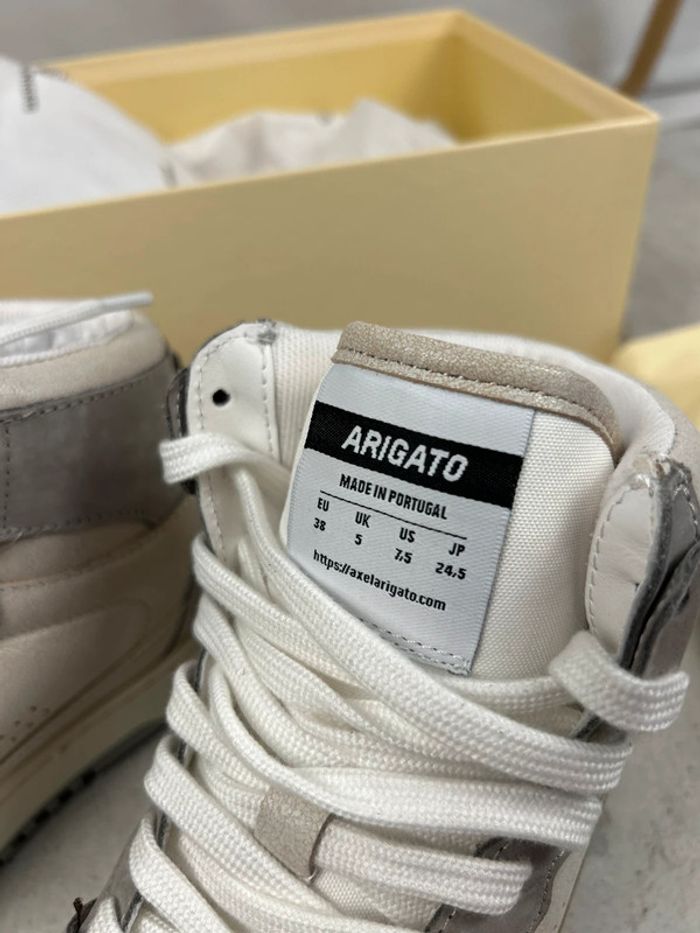 ARIGATO
MADE IN PORTUGAL
EU UK US JP
38 5 7,5 24,5
https://axelarigato.com